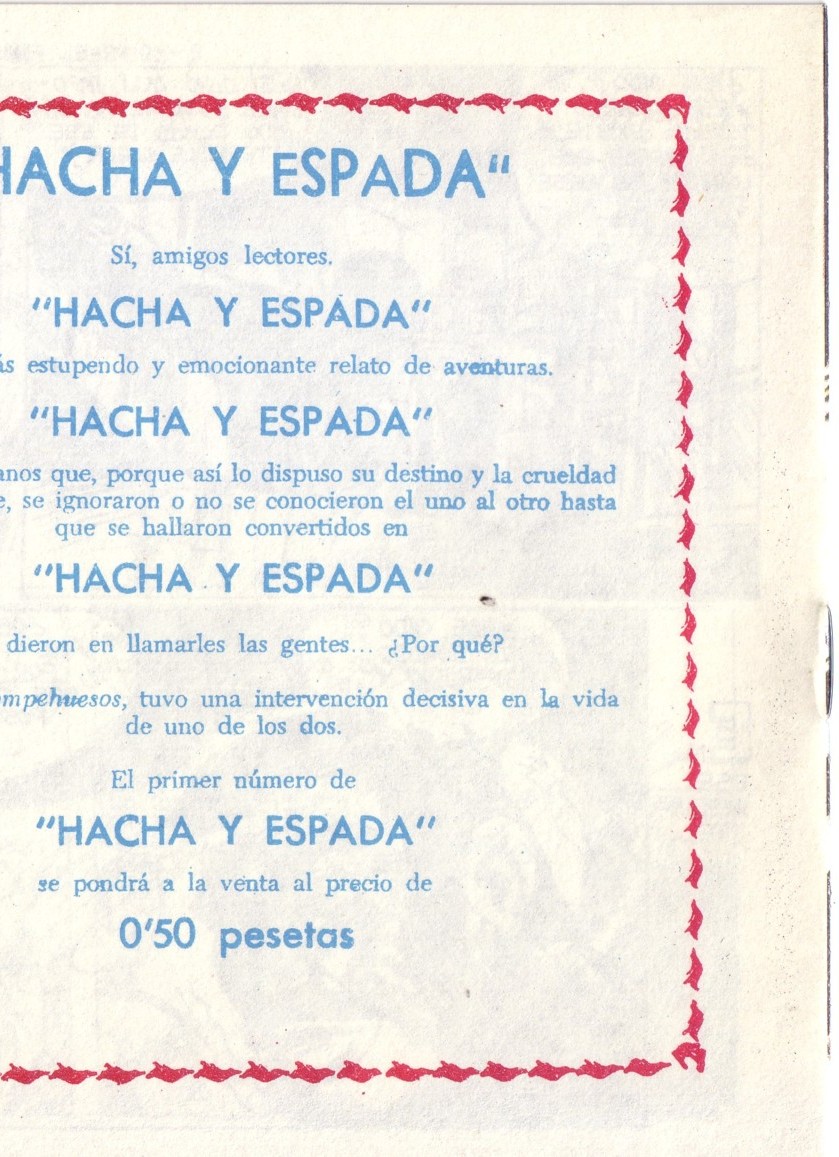 HACHA Y ESPADA"
Sí, amigos lectores.
"HACHA Y ESPADA"
ás estupendo y emocionante relato de aventuras.
"HACHA Y ESPADA"
anos que, porque así lo dispuso su destino y la crueldad
e, se ignoraron o no se conocieron el uno al otro hasta
que se hallaron convertidos en
"HACHA Y ESPADA"
dieron en llamarles las gentes... ¿Por qué?
mpehuesos, tuvo una intervención decisiva en la vida
de uno de los dos.
El primer número de
"HACHA Y ESPADA"
se pondrá a la venta al precio de
0'50 pesetas